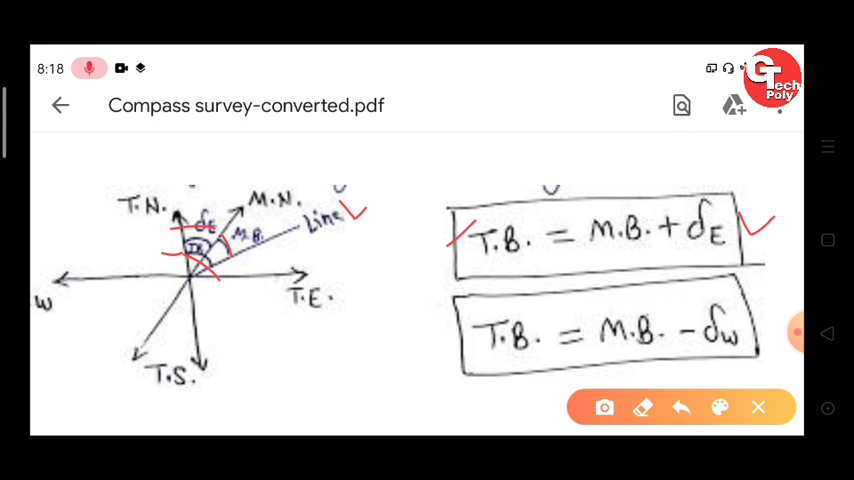 8:18
G Tech Poly
Compass survey-converted.pdf
T.N.
δE
M.N.
M.B.
Line
W
T.E.
T.S.
T.B. = M.B. + δE
T.B. = M.B. - δW